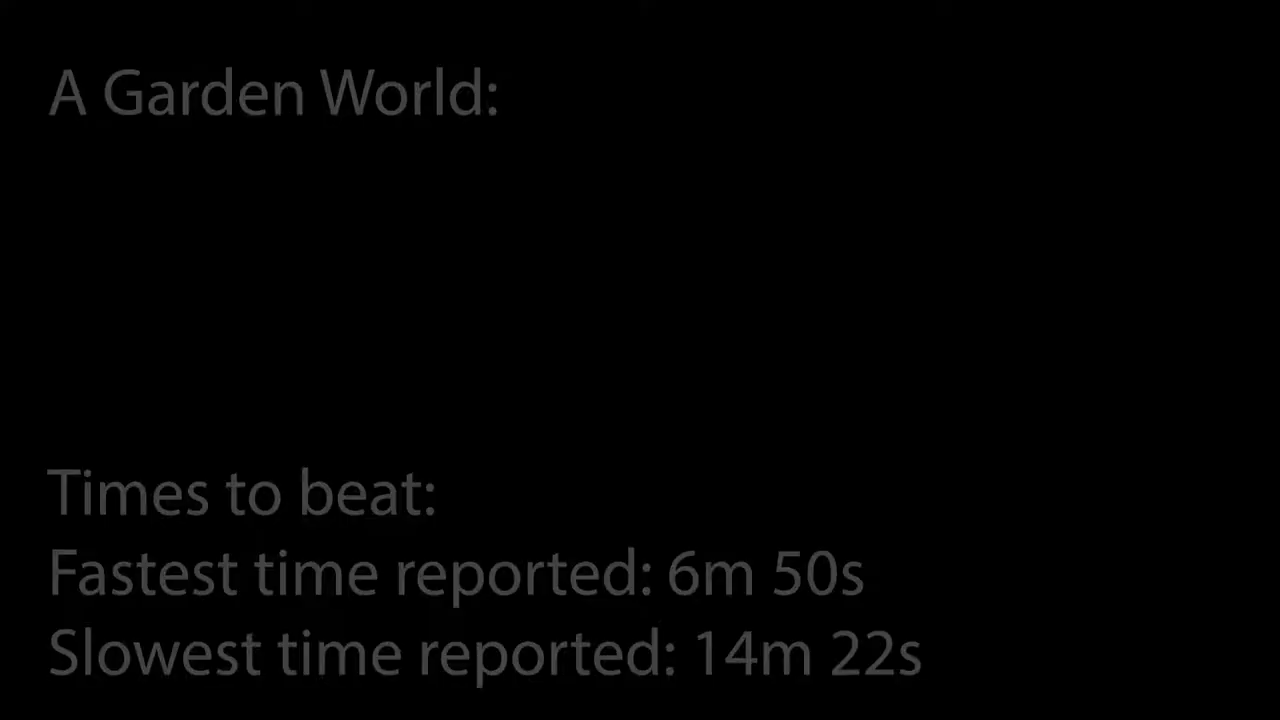 A Garden World:
Times to beat:
Fastest time reported: 6m 50s
Slowest time reported: 14m 22s